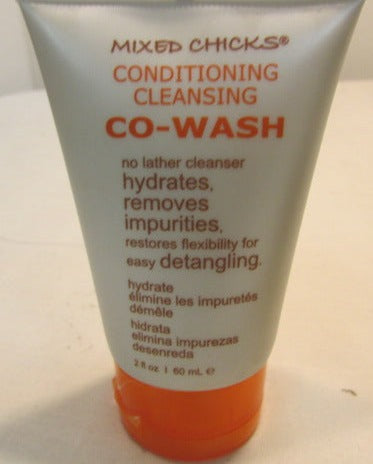 MIXED CHICKS®
CONDITIONING
CLEANSING
CO-WASH
no lather cleanser
hydrates,
removes
impurities,
restores flexibility for
easy detangling.
hydrate
élimine les impuretés
démêle
hidrata
elimina impurezas
desenreda
2 fl oz I 60 mL e